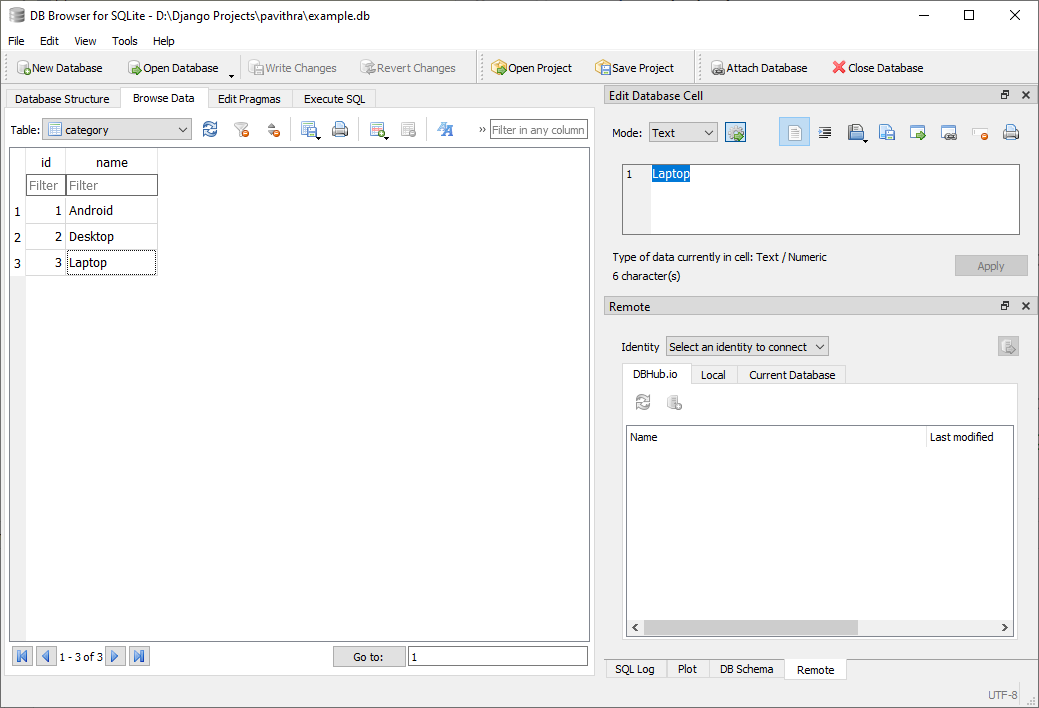 DB Browser for SQLite - D:\Django Projects\pavithra\example.db
File Edit View Tools Help
New Database Open Database Write Changes Revert Changes Open Project Save Project Attach Database Close Database
Database Structure Browse Data Edit Pragmas Execute SQL
Table: category » Filter in any column
id name
Filter Filter
1 1 Android
2 2 Desktop
3 3 Laptop
1 - 3 of 3 Go to: 1
Edit Database Cell
Mode: Text
1 Laptop
Type of data currently in cell: Text / Numeric
6 character(s)
Apply
Remote
Identity Select an identity to connect
DBHub.io Local Current Database
Name Last modified
SQL Log Plot DB Schema Remote
UTF-8